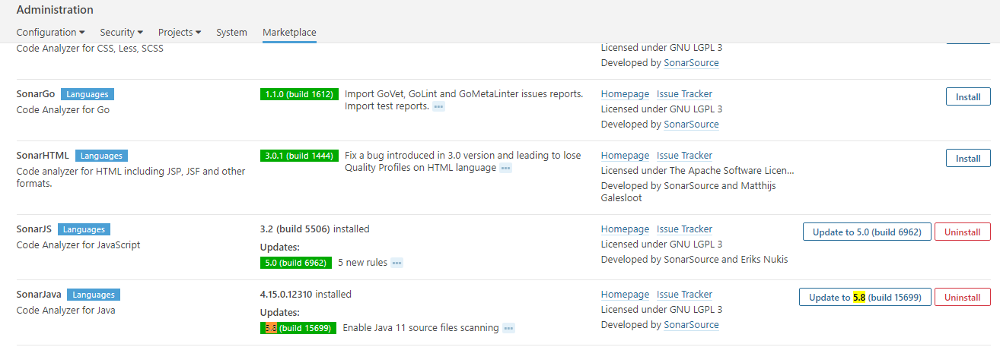 Administration
Configuration Security Projects System Marketplace
Code Analyzer for CSS, Less, SCSS
Licensed under GNU LGPL 3
Developed by SonarSource
SonarGo Languages
Code Analyzer for Go
1.1.0 (build 1612) Import GoVet, GoLint and GoMetaLinter issues reports.
Import test reports.
Homepage Issue Tracker
Licensed under GNU LGPL 3
Developed by SonarSource
Install
SonarHTML Languages
Code analyzer for HTML including JSP, JSF and other
formats.
3.0.1 (build 1444) Fix a bug introduced in 3.0 version and leading to lose
Quality Profiles on HTML language
Homepage Issue Tracker
Licensed under The Apache Software Licen...
Developed by SonarSource and Matthijs
Galesloot
Install
SonarJS Languages
Code Analyzer for JavaScript
3.2 (build 5506) installed
Updates:
5.0 (build 6962) 5 new rules
Homepage Issue Tracker
Licensed under GNU LGPL 3
Developed by SonarSource and Eriks Nukis
Update to 5.0 (build 6962) Uninstall
SonarJava Languages
Code Analyzer for Java
4.15.0.12310 installed
Updates:
5.8 (build 15699) Enable Java 11 source files scanning
Homepage Issue Tracker
Licensed under GNU LGPL 3
Developed by SonarSource
Update to 5.8 (build 15699) Uninstall